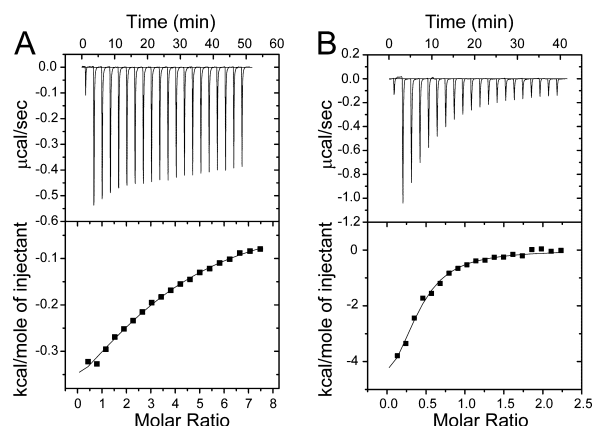 A
Time (min)
0 10 20 30 40 50 60
0.0
-0.1
-0.2
-0.3
-0.4
-0.5
-0.6
µcal/sec
-0.1
-0.2
-0.3
kcal/mole of injectant
0 1 2 3 4 5 6 7 8
Molar Ratio
B
Time (min)
0 10 20 30 40
0.2
0.0
-0.2
-0.4
-0.6
-0.8
-1.0
-1.2
µcal/sec
0
-2
-4
kcal/mole of injectant
0.0 0.5 1.0 1.5 2.0 2.5
Molar Ratio